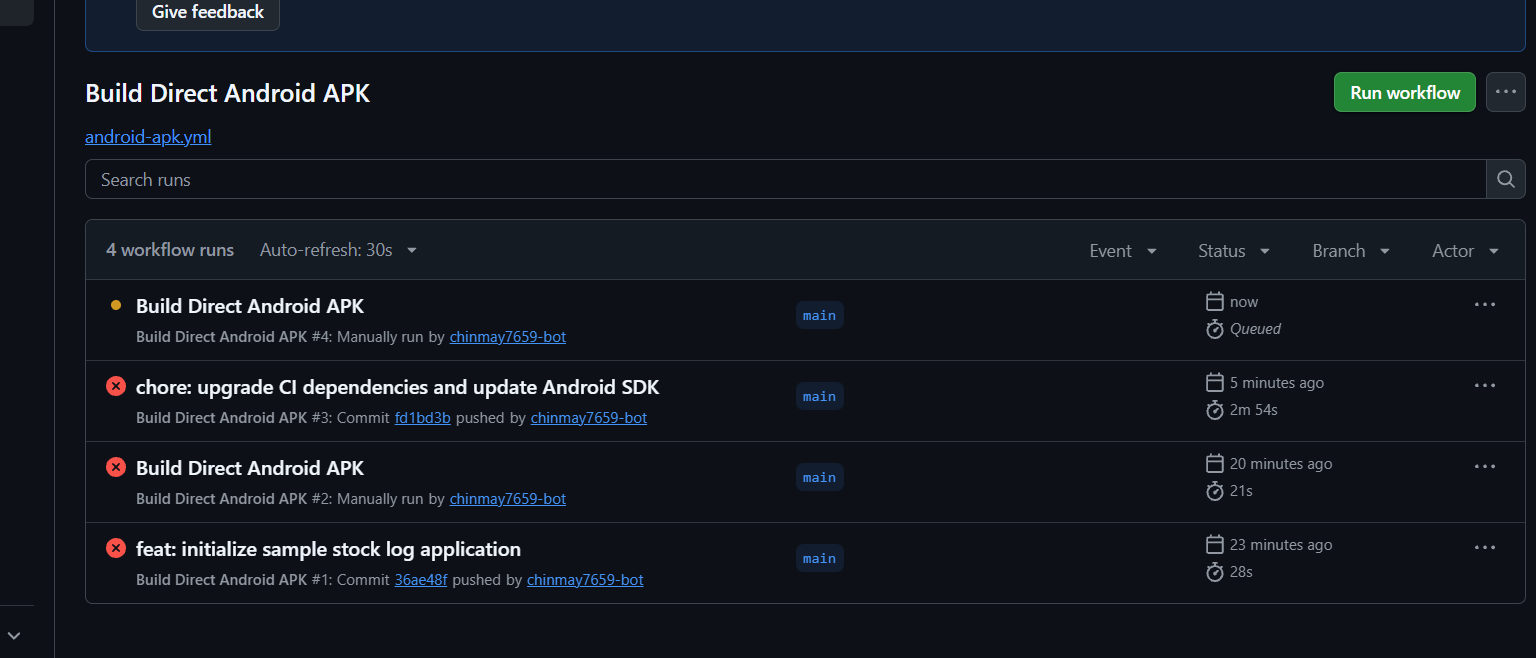 Give feedback
Build Direct Android APK
Run workflow
android-apk.yml
Search runs
4 workflow runs Auto-refresh: 30s Event Status Branch Actor
Build Direct Android APK
main
now
Build Direct Android APK #4: Manually run by chinmay7659-bot
Queued
chore: upgrade CI dependencies and update Android SDK
main
5 minutes ago
Build Direct Android APK #3: Commit fd1bd3b pushed by chinmay7659-bot
2m 54s
Build Direct Android APK
main
20 minutes ago
Build Direct Android APK #2: Manually run by chinmay7659-bot
21s
feat: initialize sample stock log application
main
23 minutes ago
Build Direct Android APK #1: Commit 36ae48f pushed by chinmay7659-bot
28s